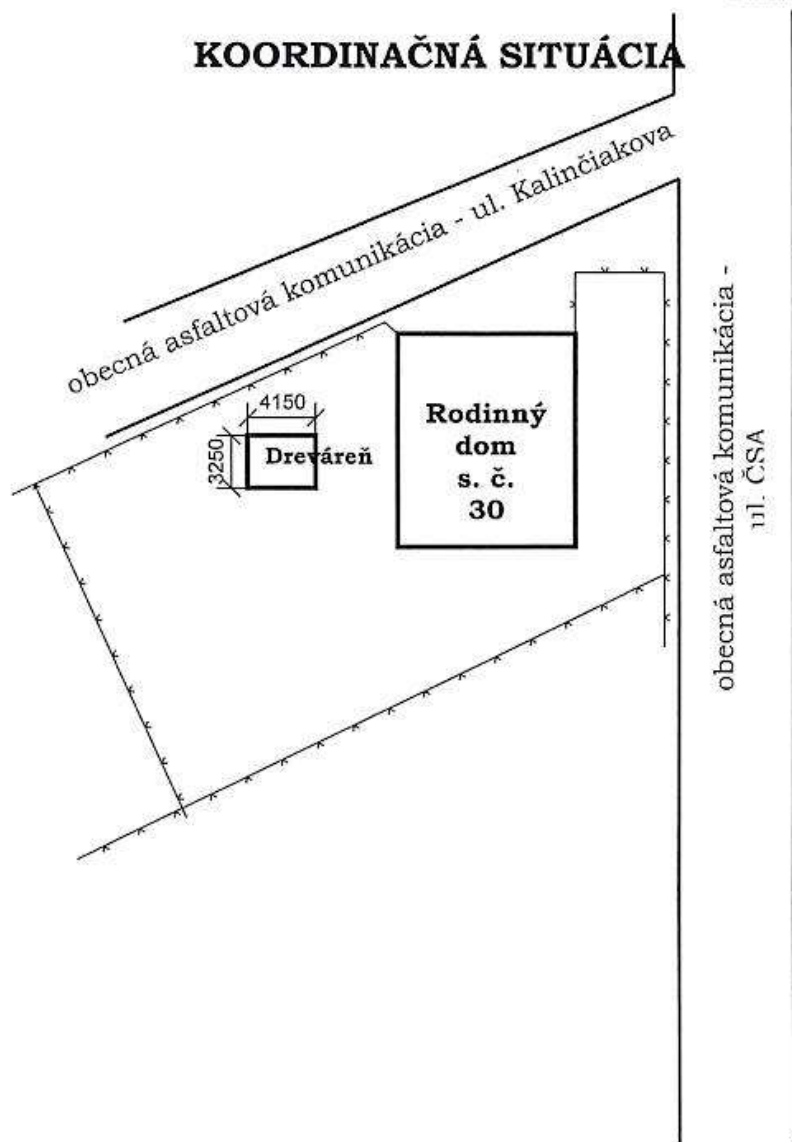 KOORDINAČNÁ SITUÁCIA
obecná asfaltová komunikácia - ul. Kalinčiakova
4150
3250
Dreváreň
Rodinný
dom
s. č.
30
obecná asfaltová komunikácia -
ul. ČSA